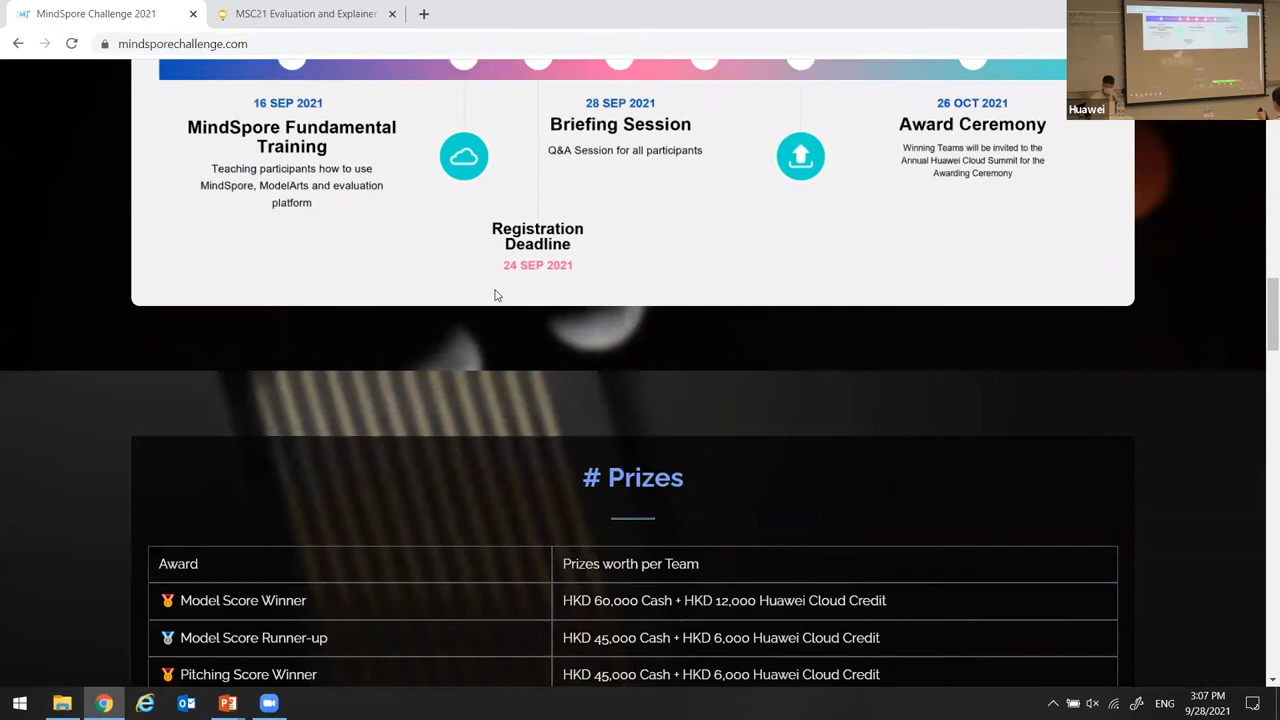 MindSpore Challenge 2021
MSC21 Evaluation and Explainer
mindsporechallenge.com
Huawei
16 SEP 2021
MindSpore Fundamental
Training
Teaching participants how to use
MindSpore, ModelArts and evaluation
platform
28 SEP 2021
Briefing Session
Q&A Session for all participants
26 OCT 2021
Award Ceremony
Winning Teams will be invited to the
Annual Huawei Cloud Summit for the
Awarding Ceremony
Registration
Deadline
24 SEP 2021
# Prizes
Award
Prizes worth per Team
Model Score Winner
HKD 60,000 Cash + HKD 12,000 Huawei Cloud Credit
Model Score Runner-up
HKD 45,000 Cash + HKD 6,000 Huawei Cloud Credit
Pitching Score Winner
HKD 45,000 Cash + HKD 6,000 Huawei Cloud Credit
ENG
3:07 PM
9/28/2021